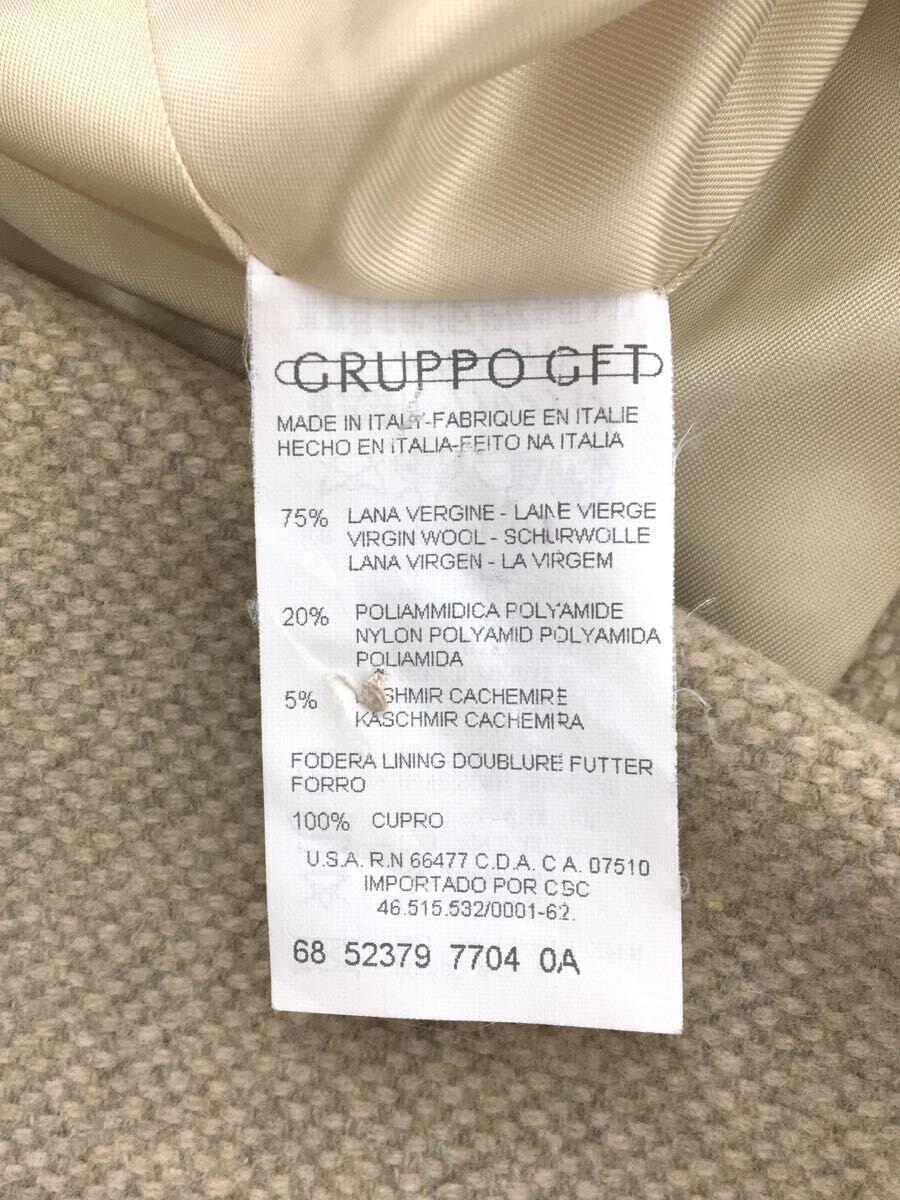 GRUPPO GFT
MADE IN ITALY-FABRIQUE EN ITALIE
HECHO EN ITALIA-FEITO NA ITALIA
75% LANA VERGINE - LAINE VIERGE
VIRGIN WOOL - SCHURWOLLE
LANA VIRGEN - LA VIRGEM
20% POLIAMMIDICA POLYAMIDE
NYLON POLYAMID POLYAMIDA
POLIAMIDA
5% CACHEMIRE
KASCHMIR CACHEMIRA
FODERA LINING DOUBLURE FUTTER
FORRO
100% CUPRO
U.S.A. R.N 66477 C.D.A. C A. 07510
IMPORTADO POR CGC
46.515.532/0001-62.
68 52379 7704 0A